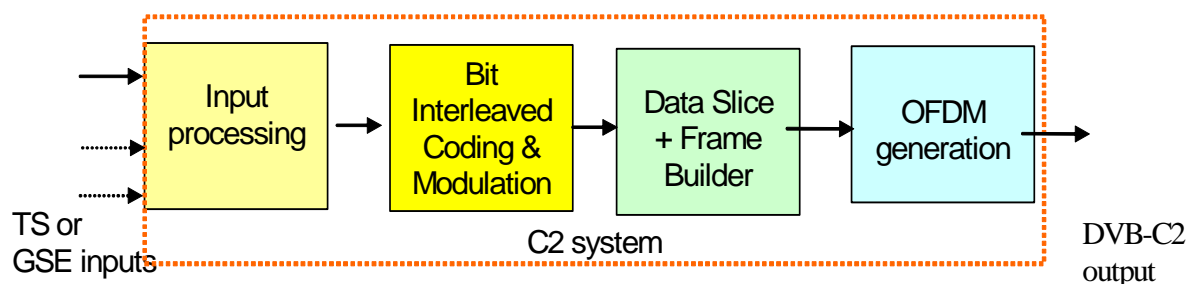 Input
processing
Bit
Interleaved
Coding &
Modulation
Data Slice
+ Frame
Builder
OFDM
generation
TS or
GSE inputs
C2 system
DVB-C2
output